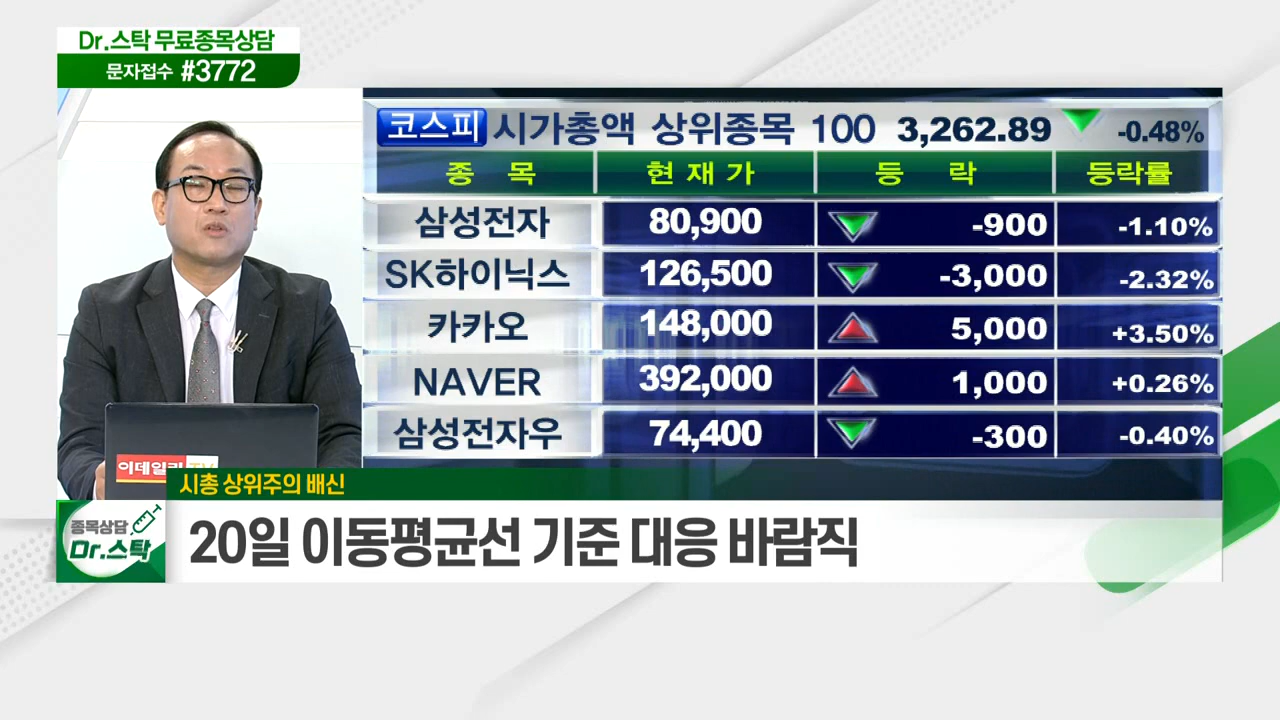 Dr.스탁 무료종목상담
문자접수 #3772
코스피 시가총액 상위종목 100 3,262.89 -0.48%
종 목 현 재 가 등 락 등락률
삼성전자 80,900 -900 -1.10%
SK하이닉스 126,500 -3,000 -2.32%
카카오 148,000 5,000 +3.50%
NAVER 392,000 1,000 +0.26%
삼성전자우 74,400 -300 -0.40%
이데일리 TV
시총 상위주의 배신
종목상담
Dr.스탁
20일 이동평균선 기준 대응 바람직